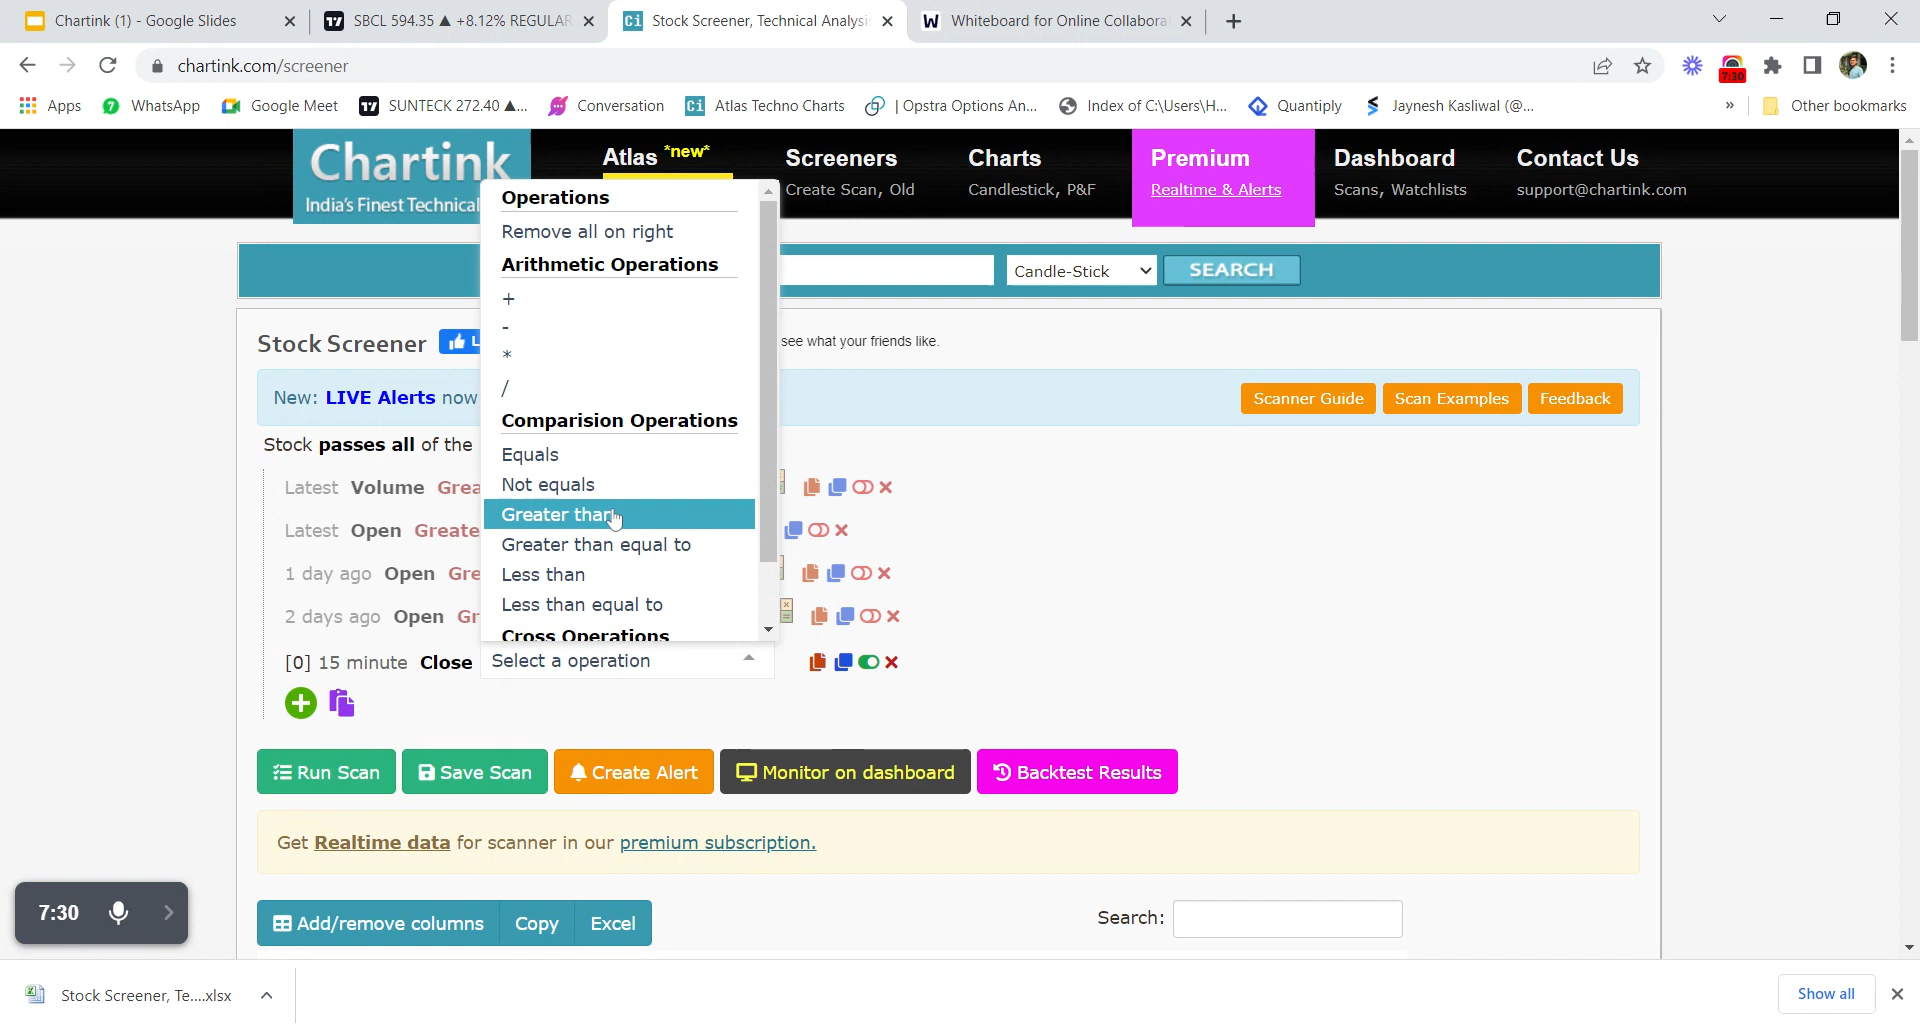 Chartink (1) - Google Slides
SBCL 594.35 ▲ +8.12% REGULAR
Stock Screener, Technical Analysis
Whiteboard for Online Collabora
chartink.com/screener
7:30
Apps
WhatsApp
Google Meet
SUNTECK 272.40 ▲...
Conversation
Atlas Techno Charts
| Opstra Options An...
Index of C:\Users\H...
Quantiply
Jaynesh Kasliwal (@...
»
Other bookmarks
Chartink
India's Finest Technical
Atlas *new*
Screeners
Create Scan, Old
Charts
Candlestick, P&F
Premium
Realtime & Alerts
Dashboard
Scans, Watchlists
Contact Us
support@chartink.com
Candle-Stick
SEARCH
Operations
Remove all on right
Arithmetic Operations
+
-
*
/
Comparision Operations
Equals
Not equals
Greater than
Greater than equal to
Less than
Less than equal to
Cross Operations
Select a operation
Stock Screener
see what your friends like.
New: LIVE Alerts now
Scanner Guide
Scan Examples
Feedback
Stock passes all of the
Latest Volume Grea
Latest Open Greate
1 day ago Open Gre
2 days ago Open Gr
[0] 15 minute Close
Run Scan
Save Scan
Create Alert
Monitor on dashboard
Backtest Results
Get Realtime data for scanner in our premium subscription.
7:30
Add/remove columns
Copy
Excel
Search:
Stock Screener, Te....xlsx
Show all